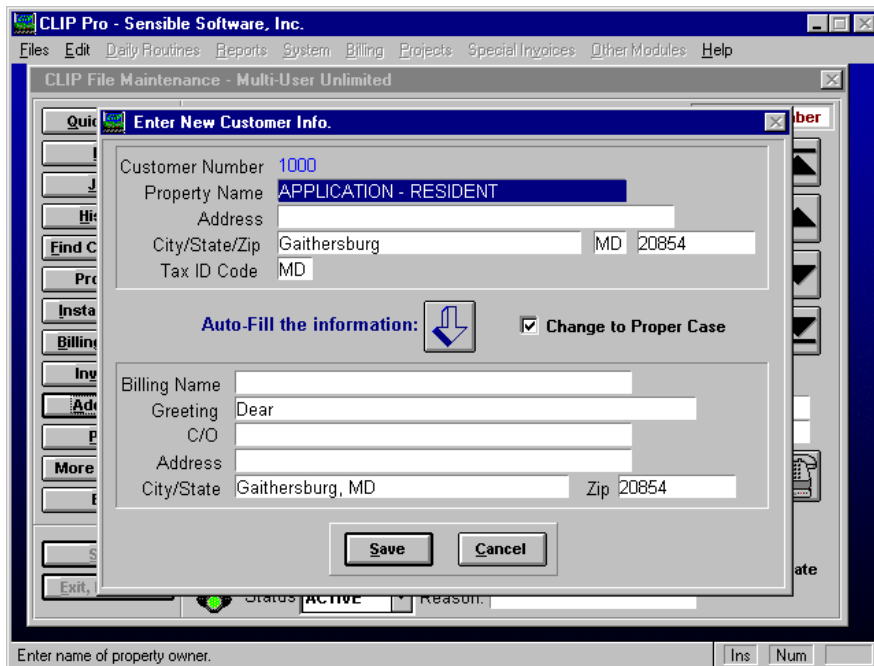 CLIP Pro - Sensible Software, Inc.
Files Edit Daily Routines Reports System Billing Projects Special Invoices Other Modules Help
CLIP File Maintenance - Multi-User Unlimited
Enter New Customer Info.
Customer Number 1000
Property Name APPLICATION - RESIDENT
Address
City/State/Zip Gaithersburg MD 20854
Tax ID Code MD
Auto-Fill the information: Change to Proper Case
Billing Name
Greeting Dear
C/O
Address
City/State Gaithersburg, MD Zip 20854
More
Save Cancel
Status ACTIVE Reason:
Enter name of property owner. Ins Num